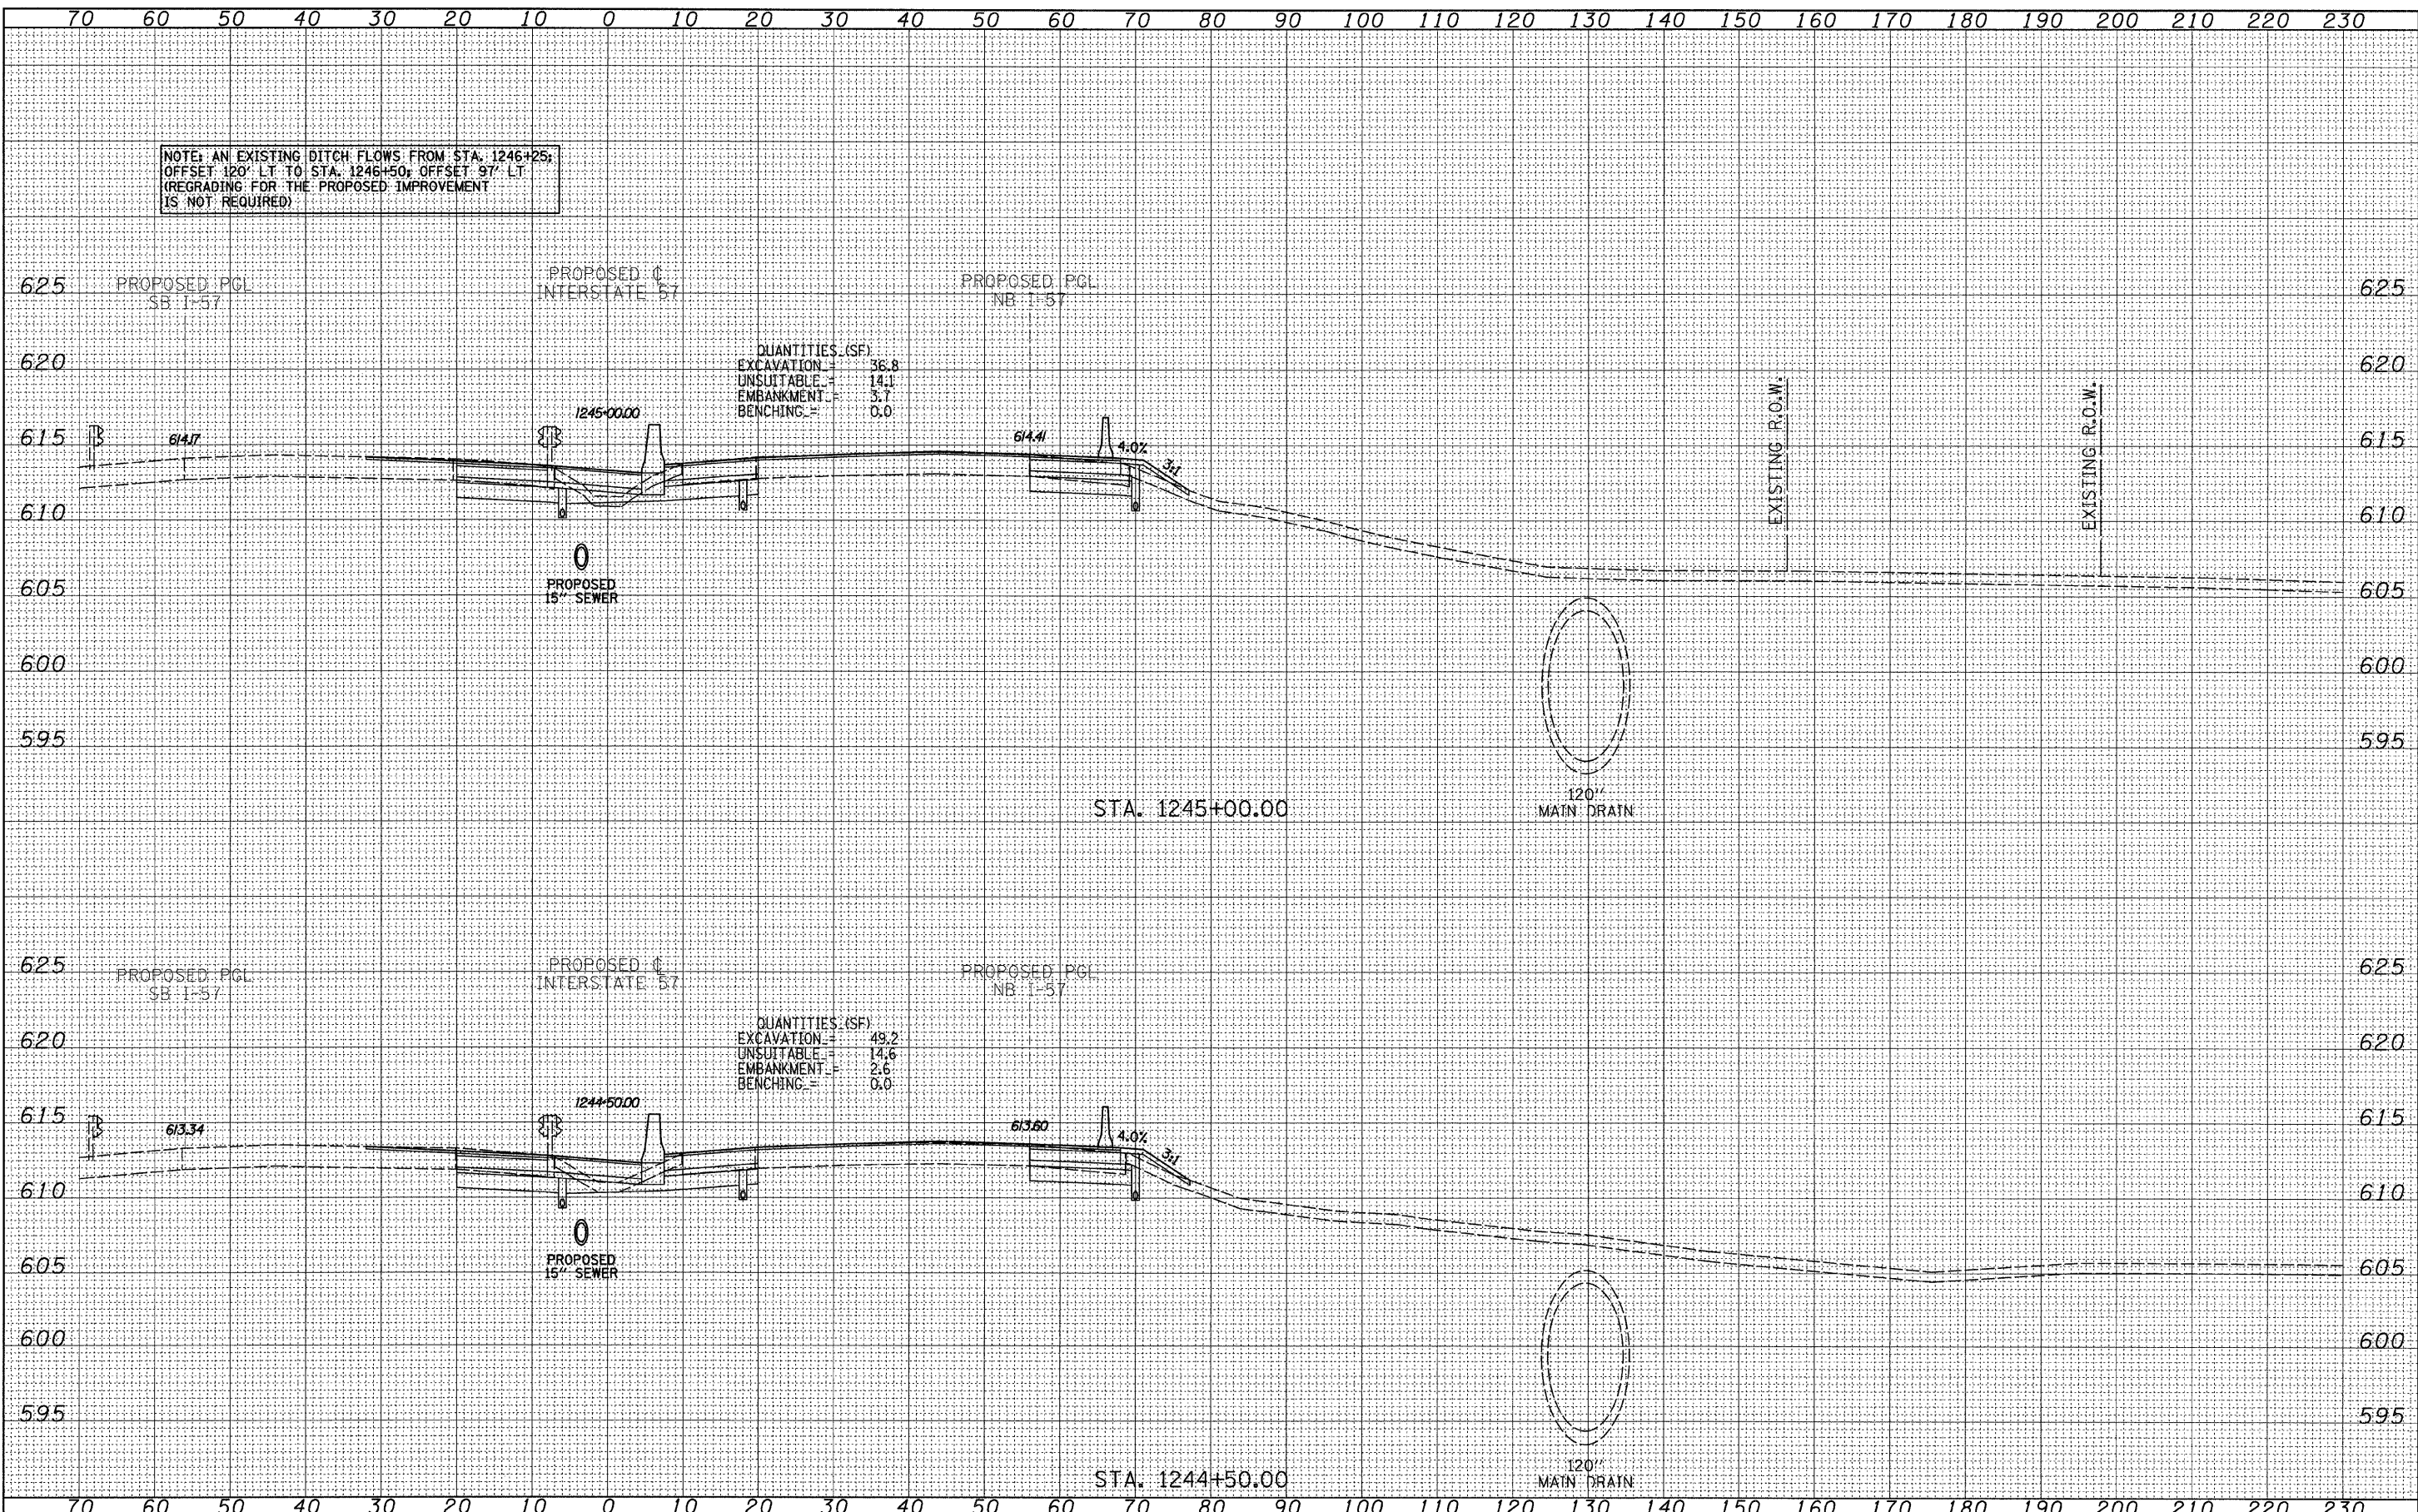 70 60 50 40 30 20 10 0 10 20 30 40 50 60 70 80 90 100 110 120 130 140 150 160 170 180 190 200 210 220 230
NOTE: AN EXISTING DITCH FLOWS FROM STA. 1246+25;
OFFSET 120' LT TO STA. 1246+50; OFFSET 97' LT
(REGRADING FOR THE PROPOSED IMPROVEMENT
IS NOT REQUIRED)
PROPOSED PGL
SB I-57
PROPOSED ℄
INTERSTATE 57
PROPOSED PGL
NB I-57
625 625
620 620
615 615
610 610
605 605
600 600
595 595
QUANTITIES (SF)
EXCAVATION = 36.8
UNSUITABLE = 14.1
EMBANKMENT = 3.7
BENCHING = 0.0
1245+00.00
614.17
614.41
4.0%
3:1
EXISTING R.O.W.
EXISTING R.O.W.
PROPOSED
15" SEWER
120"
MAIN DRAIN
STA. 1245+00.00
PROPOSED PGL
SB I-57
PROPOSED ℄
INTERSTATE 57
PROPOSED PGL
NB I-57
625 625
620 620
615 615
610 610
605 605
600 600
595 595
QUANTITIES (SF)
EXCAVATION = 49.2
UNSUITABLE = 14.6
EMBANKMENT = 2.6
BENCHING = 0.0
1244+50.00
613.34
613.60
4.0%
3:1
PROPOSED
15" SEWER
120"
MAIN DRAIN
STA. 1244+50.00
70 60 50 40 30 20 10 0 10 20 30 40 50 60 70 80 90 100 110 120 130 140 150 160 170 180 190 200 210 220 230